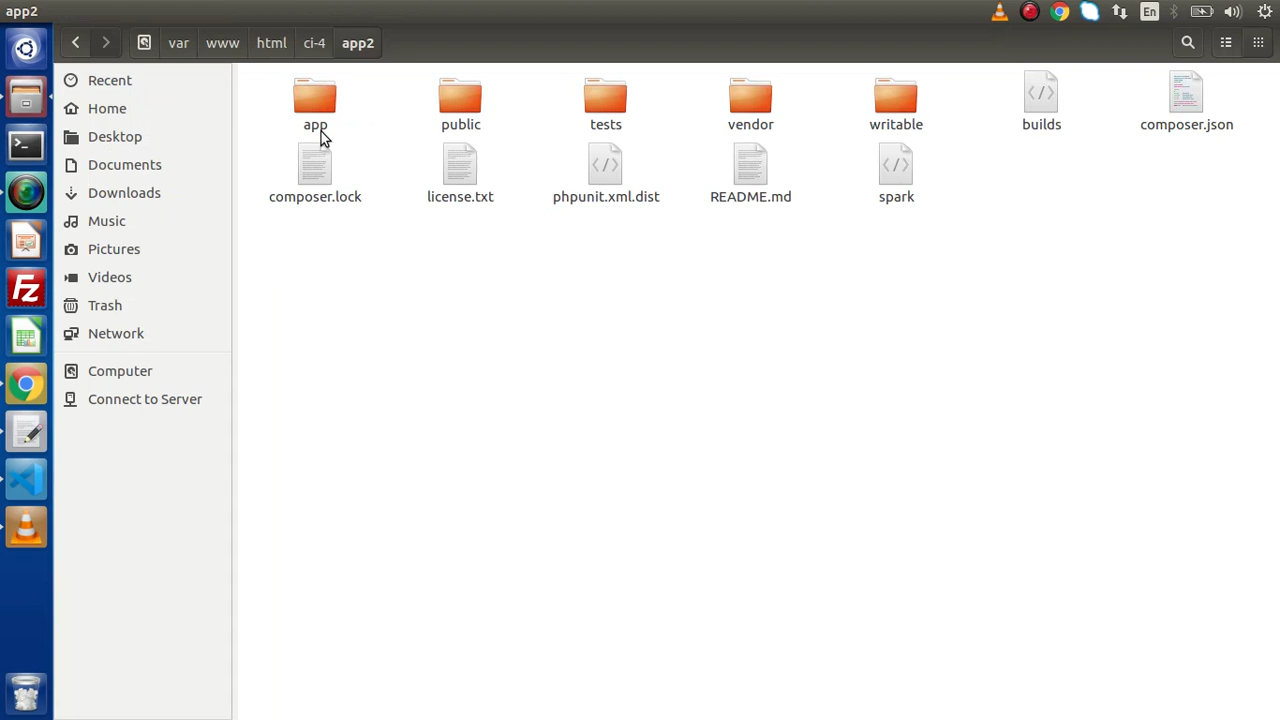 app2
En
var www html ci-4 app2
Recent
Home
Desktop
Documents
Downloads
Music
Pictures
Videos
Trash
Network
Computer
Connect to Server
app public tests vendor writable builds composer.json
composer.lock license.txt phpunit.xml.dist README.md spark
Fz